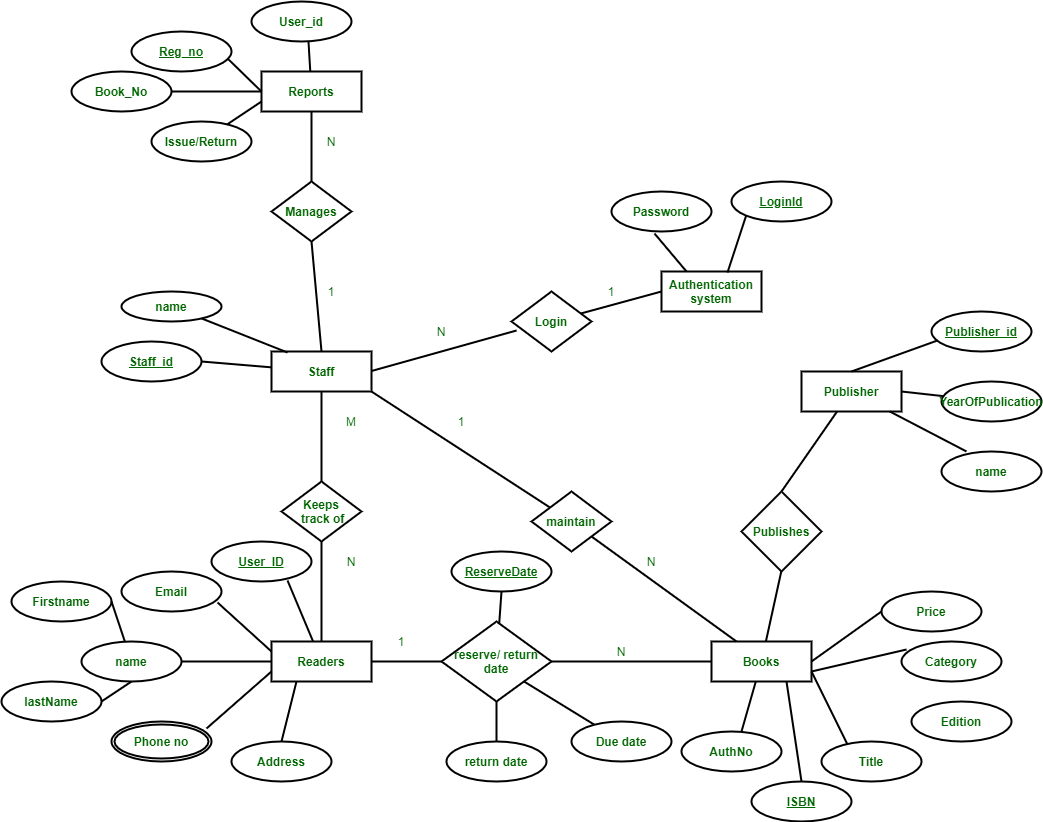 User_id
Reg_no
Reports
Book_No
Issue/Return
N
Manages
LoginId
Password
Authentication
system
1
1
name
Login
N
Publisher_id
Staff_id
Staff
Publisher
YearOfPublication
M
1
name
Keeps
track of
maintain
Publishes
User_ID
N
N
ReserveDate
Email
Firstname
Price
1
N
name
Readers
reserve/ return
date
Books
Category
lastName
Edition
Phone no
Due date
AuthNo
Address
return date
Title
ISBN